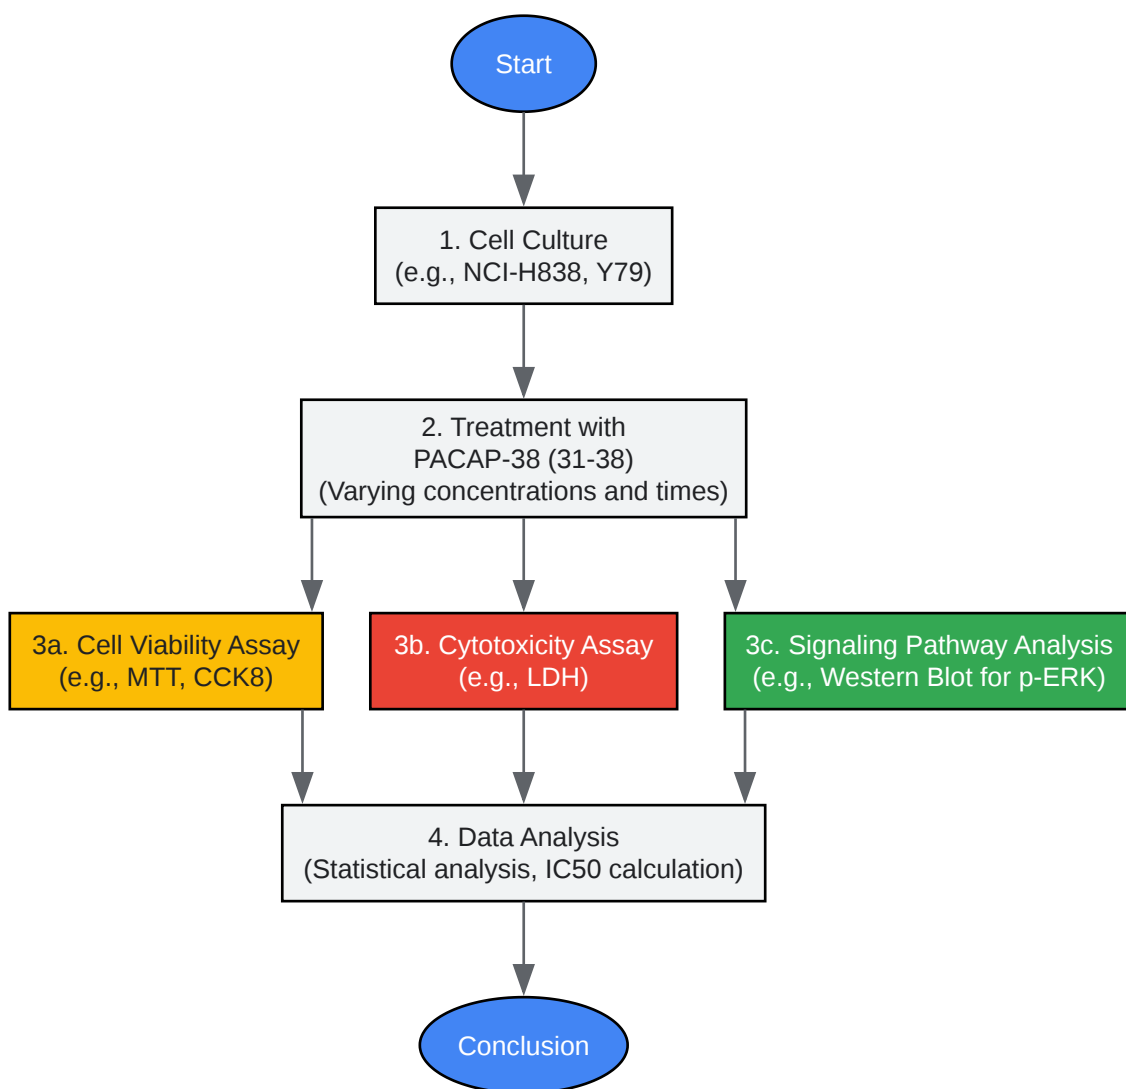 Start
1. Cell Culture
(e.g., NCI-H838, Y79)
2. Treatment with
PACAP-38 (31-38)
(Varying concentrations and times)
3a. Cell Viability Assay
(e.g., MTT, CCK8)
3b. Cytotoxicity Assay
(e.g., LDH)
3c. Signaling Pathway Analysis
(e.g., Western Blot for p-ERK)
4. Data Analysis
(Statistical analysis, IC50 calculation)
Conclusion